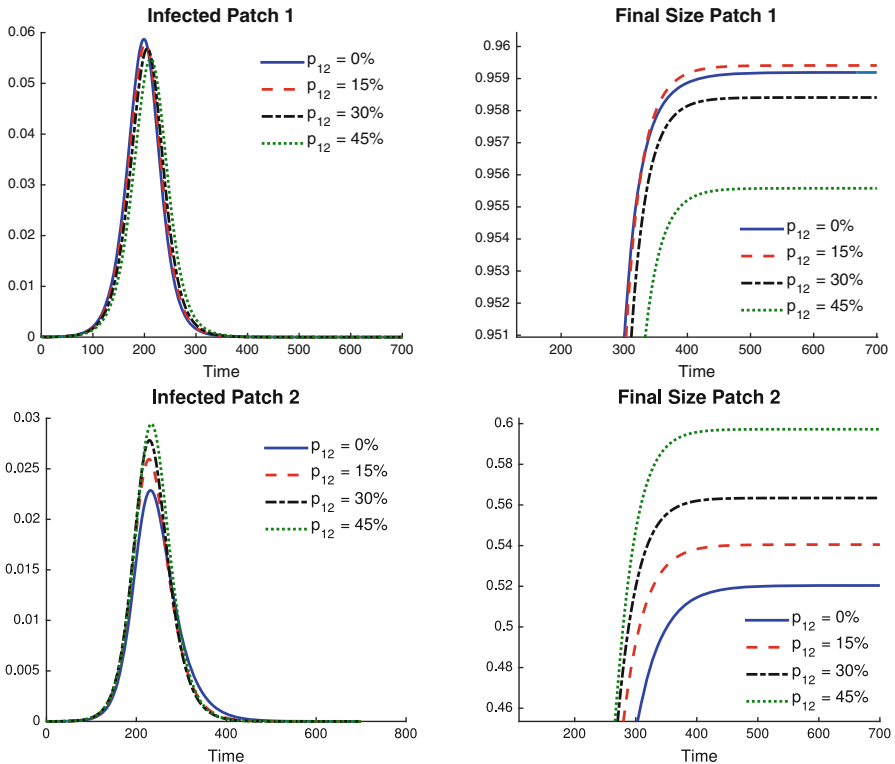 Infected Patch 1
0.06
0.05
0.04
0.03
0.02
0.01
0
0 100 200 300 400 500 600 700
Time
p12 = 0%
p12 = 15%
p12 = 30%
p12 = 45%
Final Size Patch 1
0.96
0.959
0.958
0.957
0.956
0.955
0.954
0.953
0.952
0.951
200 300 400 500 600 700
Time
p12 = 0%
p12 = 15%
p12 = 30%
p12 = 45%
Infected Patch 2
0.03
0.025
0.02
0.015
0.01
0.005
0
0 200 400 600 800
Time
p12 = 0%
p12 = 15%
p12 = 30%
p12 = 45%
Final Size Patch 2
0.6
0.58
0.56
0.54
0.52
0.5
0.48
0.46
200 300 400 500 600 700
Time
p12 = 0%
p12 = 15%
p12 = 30%
p12 = 45%